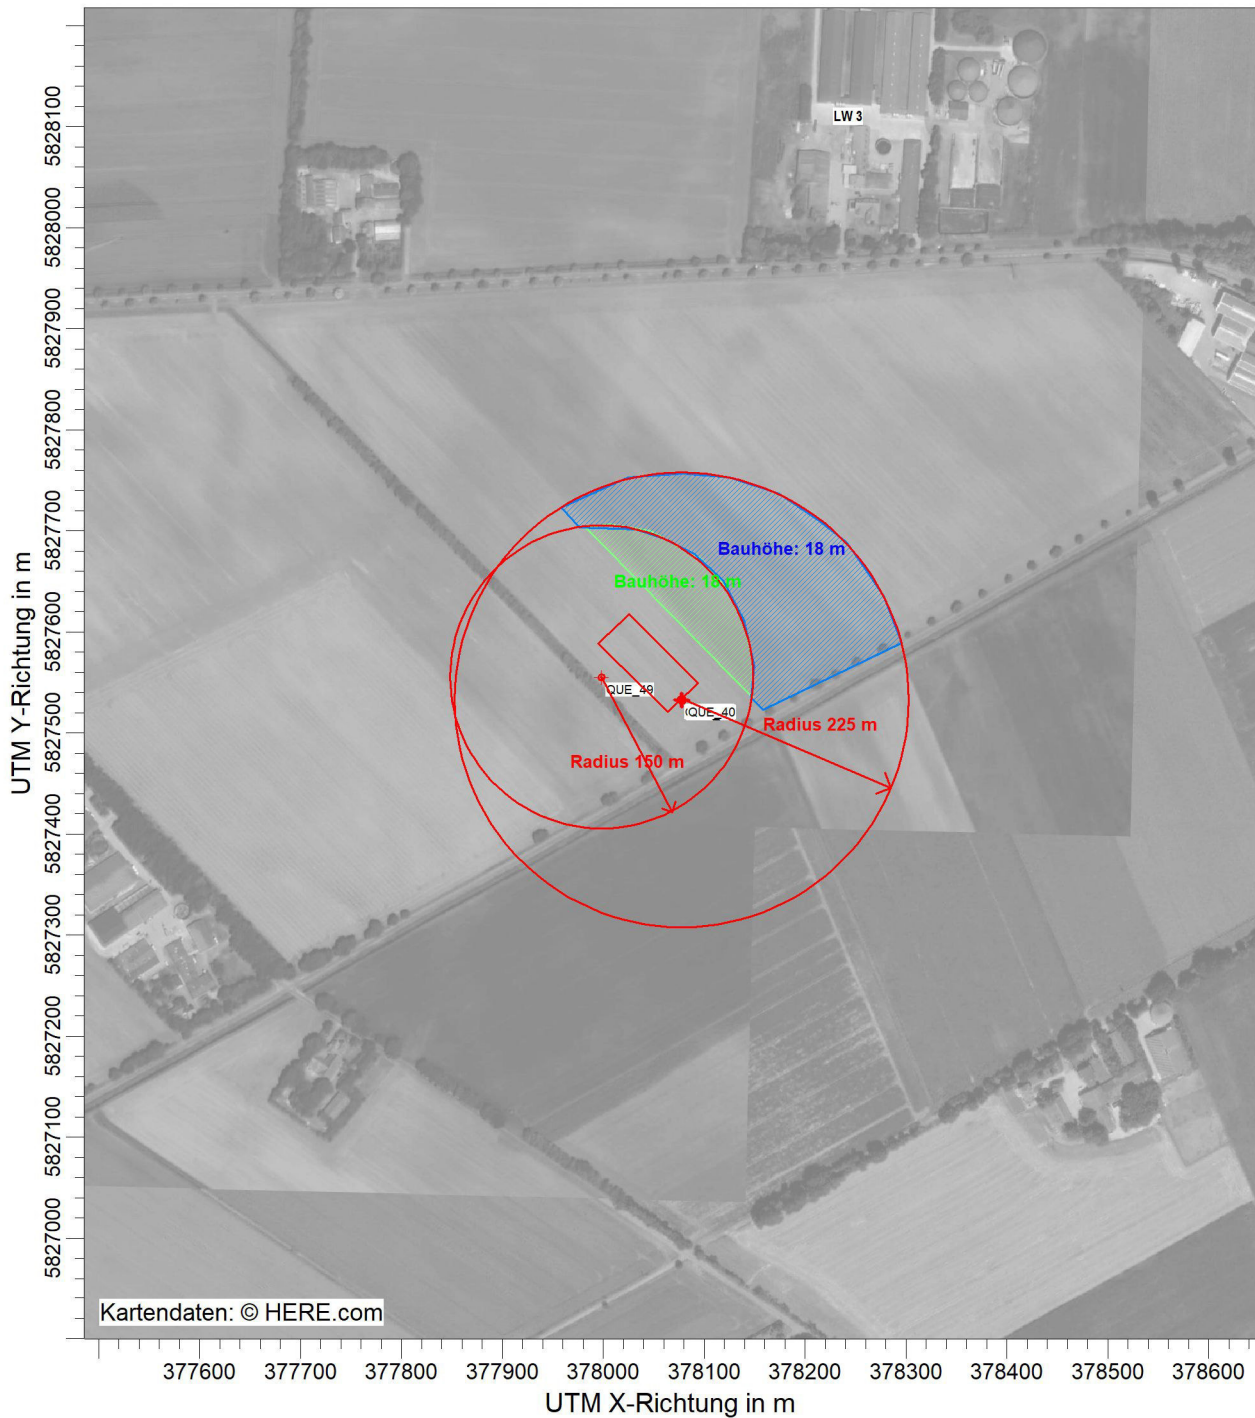 5828100
5828000
5827900
5827800
5827700
5827600
5827500
5827400
5827300
5827200
5827100
5827000
UTM Y-Richtung in m
LW 3
Bauhöhe: 18 m
Bauhöhe: 18 m
QUE_49
QUE_40
Radius 225 m
Radius 150 m
Kartendaten: © HERE.com
377600 377700 377800 377900 378000 378100 378200 378300 378400 378500 378600
UTM X-Richtung in m